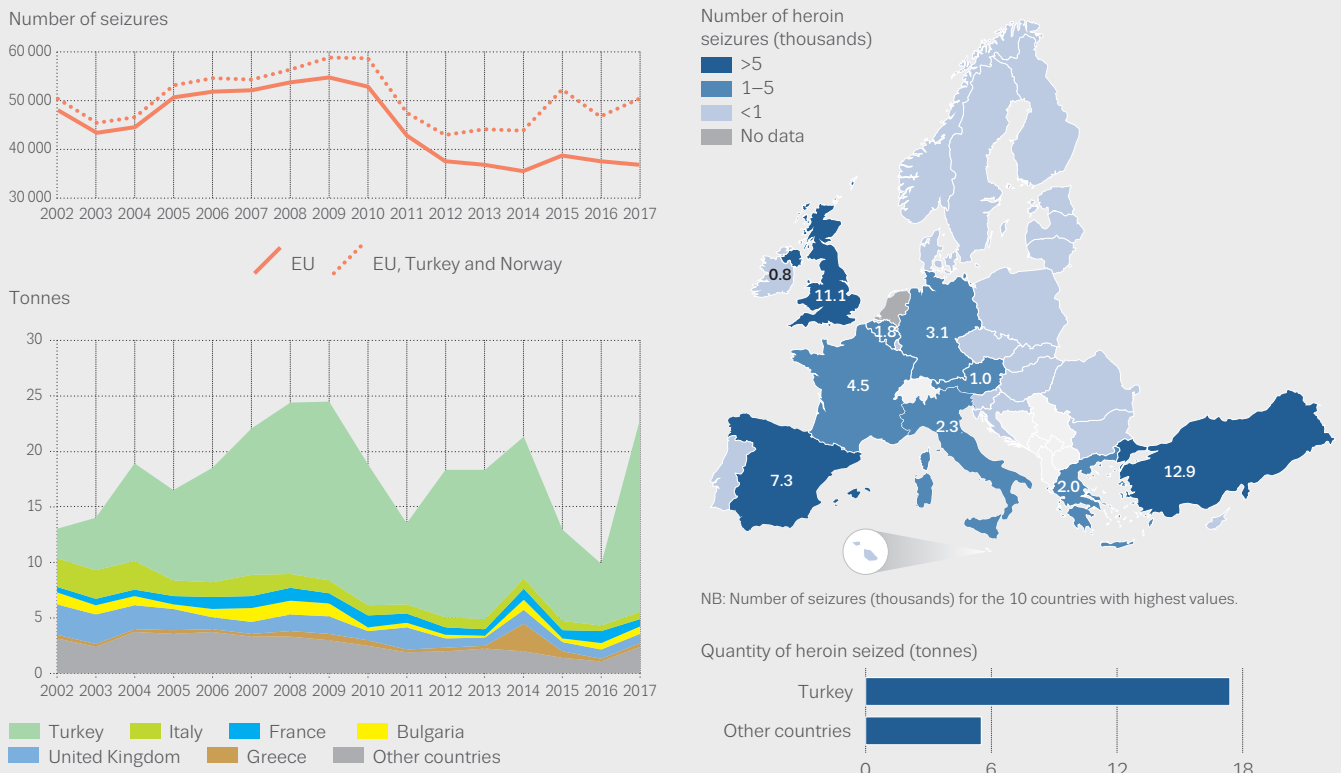 Number of seizures
60 000
50 000
40 000
30 000
2002 2003 2004 2005 2006 2007 2008 2009 2010 2011 2012 2013 2014 2015 2016 2017
EU
EU, Turkey and Norway
Tonnes
30
25
20
15
10
5
0
2002 2003 2004 2005 2006 2007 2008 2009 2010 2011 2012 2013 2014 2015 2016 2017
Turkey
Italy
France
Bulgaria
United Kingdom
Greece
Other countries
Number of heroin
seizures (thousands)
>5
1–5
<1
No data
0.8
11.1
1.8
3.1
4.5
1.0
2.3
7.3
2.0
12.9
NB: Number of seizures (thousands) for the 10 countries with highest values.
Quantity of heroin seized (tonnes)
Turkey
Other countries
0 6 12 18